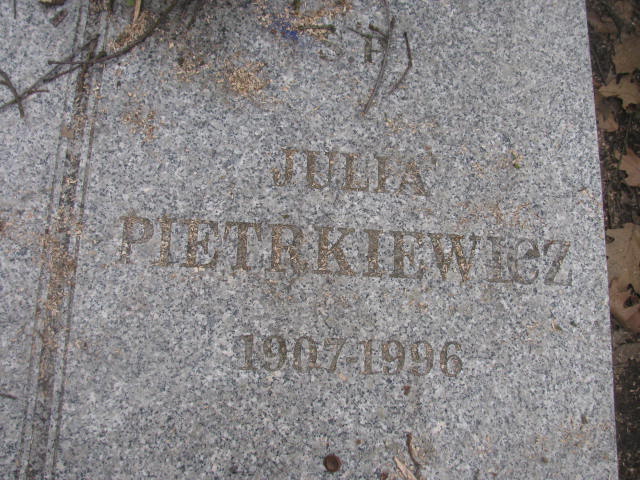 Ś P
JULIA
PIETRKIEWICZ
1907-1996